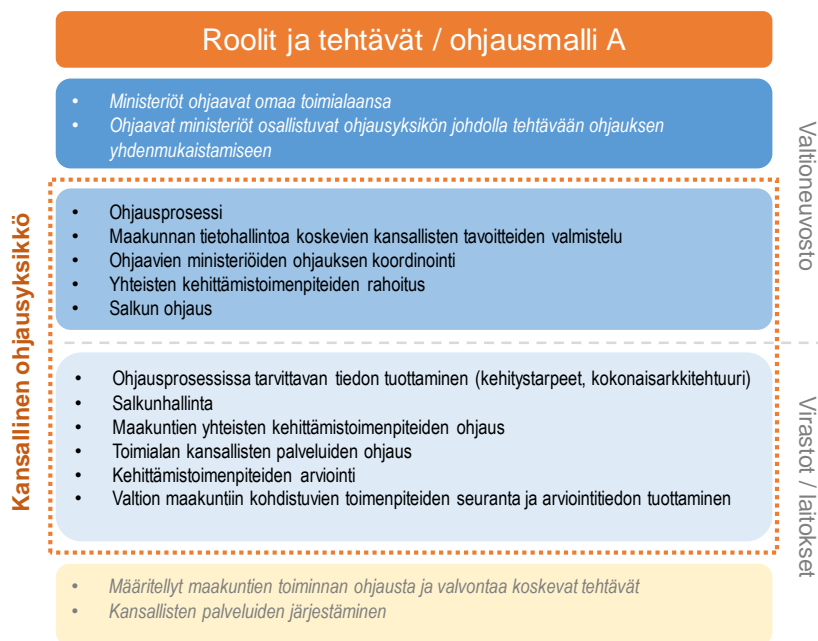 Roolit ja tehtävät / ohjausmalli A
• Ministeriöt ohjaavat omaa toimialaansa
• Ohjaavat ministeriöt osallistuvat ohjausyksikön johdolla tehtävään ohjauksen
yhdenmukaistamiseen
Valtioneuvosto
Kansallinen ohjausyksikkö
• Ohjausprosessi
• Maakunnan tietohallintoa koskevien kansallisten tavoitteiden valmistelu
• Ohjaavien ministeriöiden ohjauksen koordinointi
• Yhteisten kehittämistoimenpiteiden rahoitus
• Salkun ohjaus
• Ohjausprosessissa tarvittavan tiedon tuottaminen (kehitystarpeet, kokonaisarkkitehtuuri)
• Salkunhallinta
• Maakuntien yhteisten kehittämistoimenpiteiden ohjaus
• Toimialan kansallisten palveluiden ohjaus
• Kehittämistoimenpiteiden arviointi
• Valtion maakuntiin kohdistuvien toimenpiteiden seuranta ja arviointitiedon tuottaminen
Virastot / laitokset
• Määritellyt maakuntien toiminnan ohjausta ja valvontaa koskevat tehtävät
• Kansallisten palveluiden järjestäminen